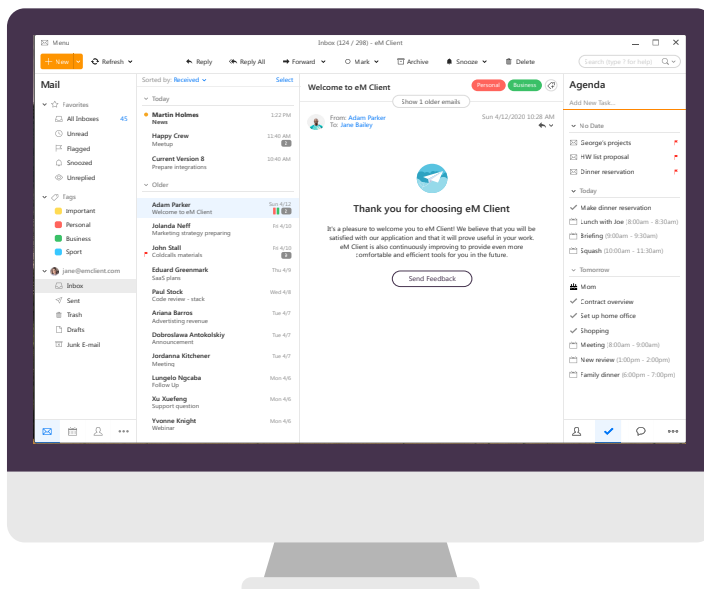 Menu
Inbox (124 / 298) - eM Client
New
Refresh
Reply
Reply All
Forward
Mark
Archive
Snooze
Delete
Search (type ? for help)
Mail
Favorites
All Inboxes 45
Unread
Flagged
Snoozed
Unreplied
Tags
Important
Personal
Business
Sport
jane@emclient.com
Inbox
Sent
Trash
Drafts
Junk E-mail
Sorted by: Received
Select
Today
Martin Holmes 1:22 PM
News
Happy Crew 11:40 AM
Meetup 2
Current Version 8 10:40 AM
Prepare integrations
Older
Adam Parker Sun 4/12
Welcome to eM Client 2
Jolanda Neff Fri 4/10
Marketing strategy preparing
John Stall Fri 4/10
Coldcalls materials 3
Eduard Greenmark Thu 4/9
SaaS plans
Paul Stock Wed 4/8
Code review - stack
Ariana Barros Tue 4/7
Advertisting revenue
Dobroslawa Antokolskiy Tue 4/7
Announcement
Jordanna Kitchener Tue 4/7
Meeting
Lungelo Ngcaba Mon 4/6
Follow Up
Xu Xuefeng Mon 4/6
Support question
Yvonne Knight Mon 4/6
Webinar
Welcome to eM Client
Personal
Business
Show 1 older emails
From: Adam Parker
To: Jane Bailey
Sun 4/12/2020 10:28 AM
Thank you for choosing eM Client
It's a pleasure to welcome you to eM Client! We believe that you will be
satisfied with our application and that it will prove useful in your work.
eM Client is also continuously improving to provide even more
comfortable and efficient tools for you in the future.
Send Feedback
Agenda
Add New Task...
No Date
George's projects
HW list proposal
Dinner reservation
Today
Make dinner reservation
Lunch with Joe (8:00am - 8:30am)
Briefing (9:00am - 9:30am)
Squash (10:00am - 11:30am)
Tomorrow
Mom
Contract overview
Set up home office
Shopping
Meeting (8:00am - 9:00am)
New review (1:00pm - 2:00pm)
Family dinner (6:00pm - 7:00pm)